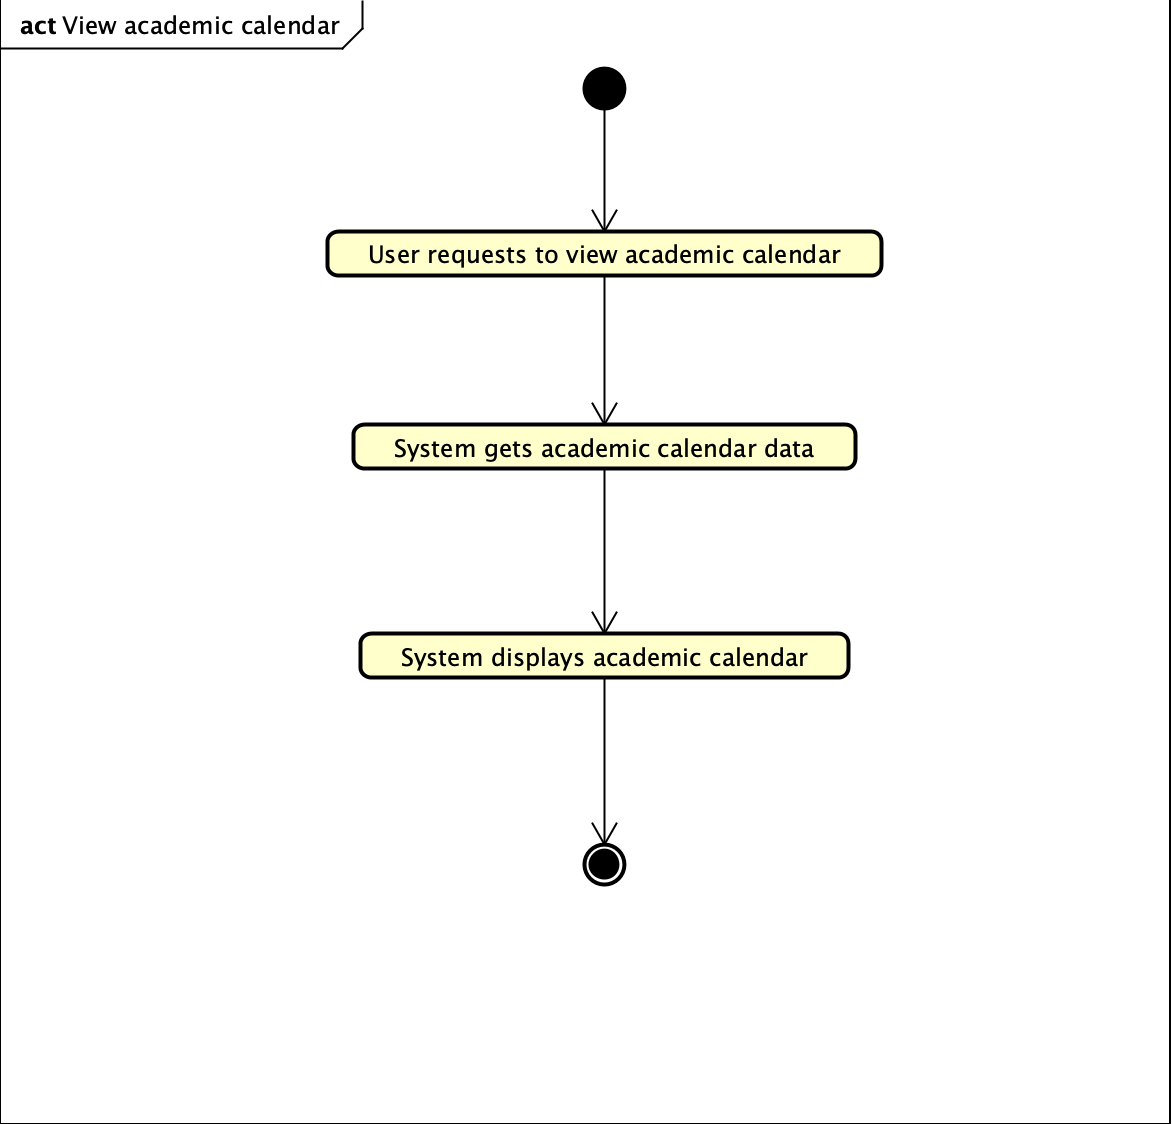 act View academic calendar
User requests to view academic calendar
System gets academic calendar data
System displays academic calendar